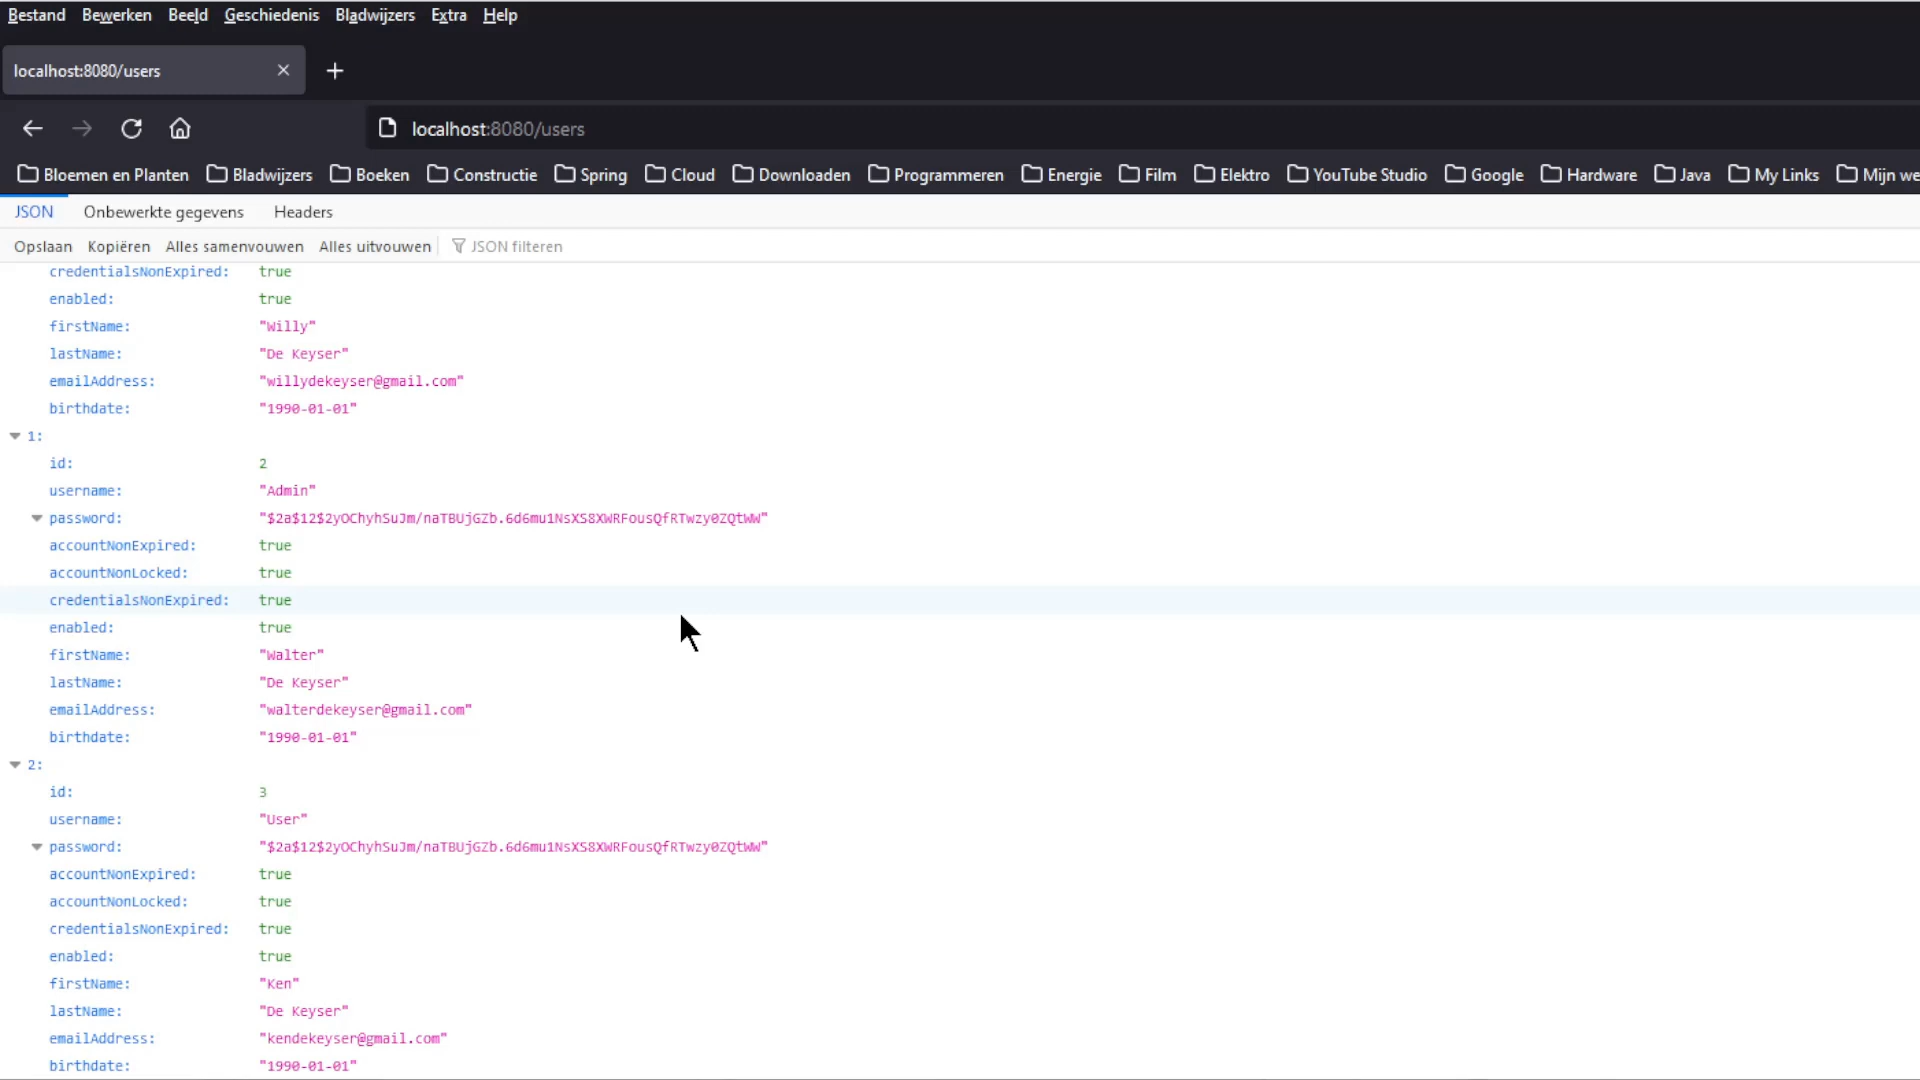 Bestand Bewerken Beeld Geschiedenis Bladwijzers Extra Help
localhost:8080/users
localhost:8080/users
Bloemen en Planten Bladwijzers Boeken Constructie Spring Cloud Downloaden Programmeren Energie Film Elektro YouTube Studio Google Hardware Java My Links Mijn we
JSON Onbewerkte gegevens Headers
Opslaan Kopiëren Alles samenvouwen Alles uitvouwen JSON filteren
credentialsNonExpired: true
enabled: true
firstName: "Willy"
lastName: "De Keyser"
emailAddress: "willydekeyser@gmail.com"
birthdate: "1990-01-01"
1:
id: 2
username: "Admin"
password: "$2a$12$2yOChyhSuJm/naTBUjGZb.6d6mu1NsXS8XWRFousQfRTwzy0ZQtWW"
accountNonExpired: true
accountNonLocked: true
credentialsNonExpired: true
enabled: true
firstName: "Walter"
lastName: "De Keyser"
emailAddress: "walterdekeyser@gmail.com"
birthdate: "1990-01-01"
2:
id: 3
username: "User"
password: "$2a$12$2yOChyhSuJm/naTBUjGZb.6d6mu1NsXS8XWRFousQfRTwzy0ZQtWW"
accountNonExpired: true
accountNonLocked: true
credentialsNonExpired: true
enabled: true
firstName: "Ken"
lastName: "De Keyser"
emailAddress: "kendekeyser@gmail.com"
birthdate: "1990-01-01"